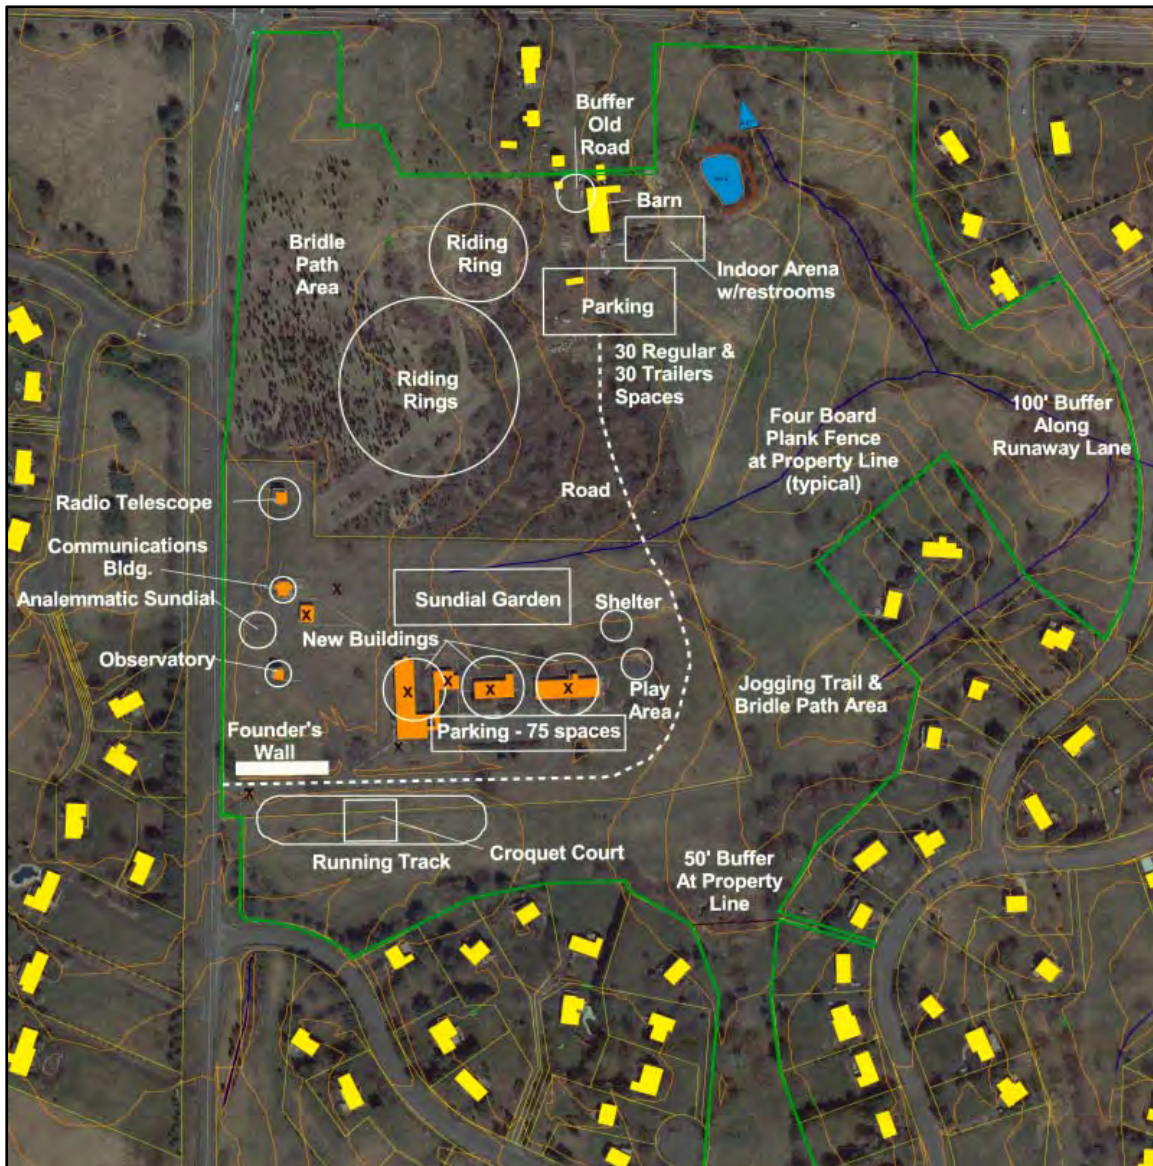 Buffer
Old
Road
Barn
Bridle
Path
Area
Riding
Ring
Indoor Arena
w/restrooms
Parking
30 Regular &
30 Trailers
Spaces
Riding
Rings
Four Board
Plank Fence
at Property Line
(typical)
100' Buffer
Along
Runaway Lane
Road
Radio Telescope
Communications
Bldg.
X
Analemmatic Sundial
X
Sundial Garden
Shelter
New Buildings
Observatory
X
X
X
X
Play
Area
Jogging Trail &
Bridle Path Area
Founder's
Wall
Parking - 75 spaces
X
X
Running Track
Croquet Court
50' Buffer
At Property
Line